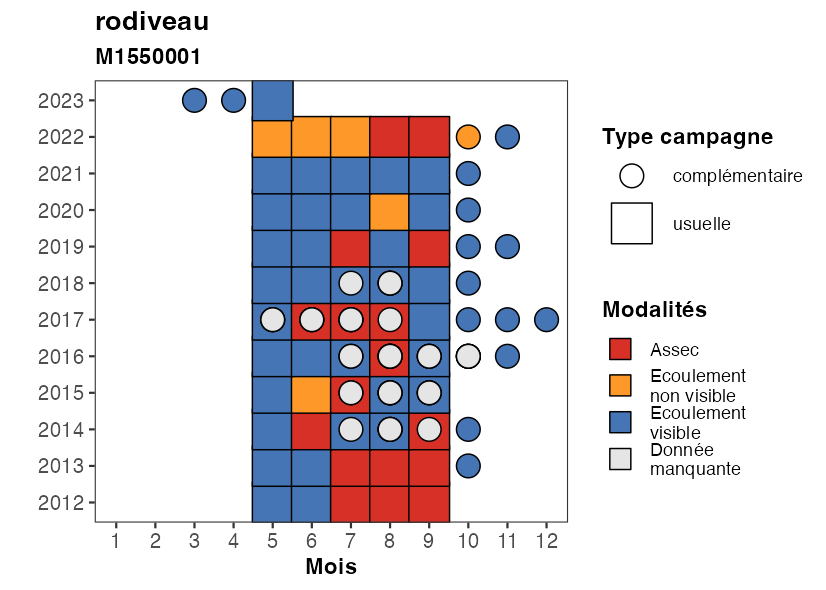 rodiveau
M1550001
2023
2022
2021
2020
2019
2018
2017
2016
2015
2014
2013
2012
1 2 3 4 5 6 7 8 9 10 11 12
Mois
Type campagne
complémentaire
usuelle
Modalités
Assec
Ecoulement
non visible
Ecoulement
visible
Donnée
manquante